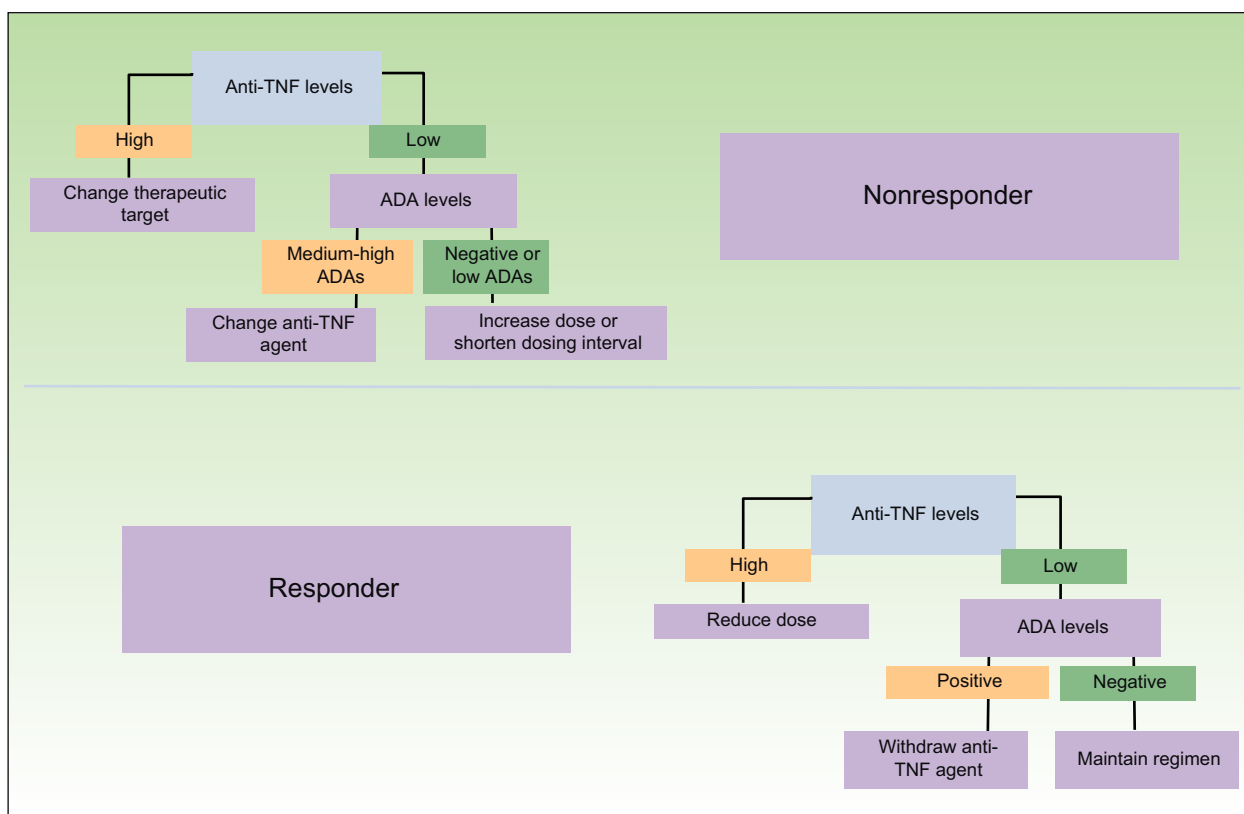 Anti-TNF levels
High
Low
Change therapeutic
target
ADA levels
Nonresponder
Medium-high
ADAs
Negative or
low ADAs
Change anti-TNF
agent
Increase dose or
shorten dosing interval
Anti-TNF levels
High
Low
Responder
Reduce dose
ADA levels
Positive
Negative
Withdraw anti-
TNF agent
Maintain regimen